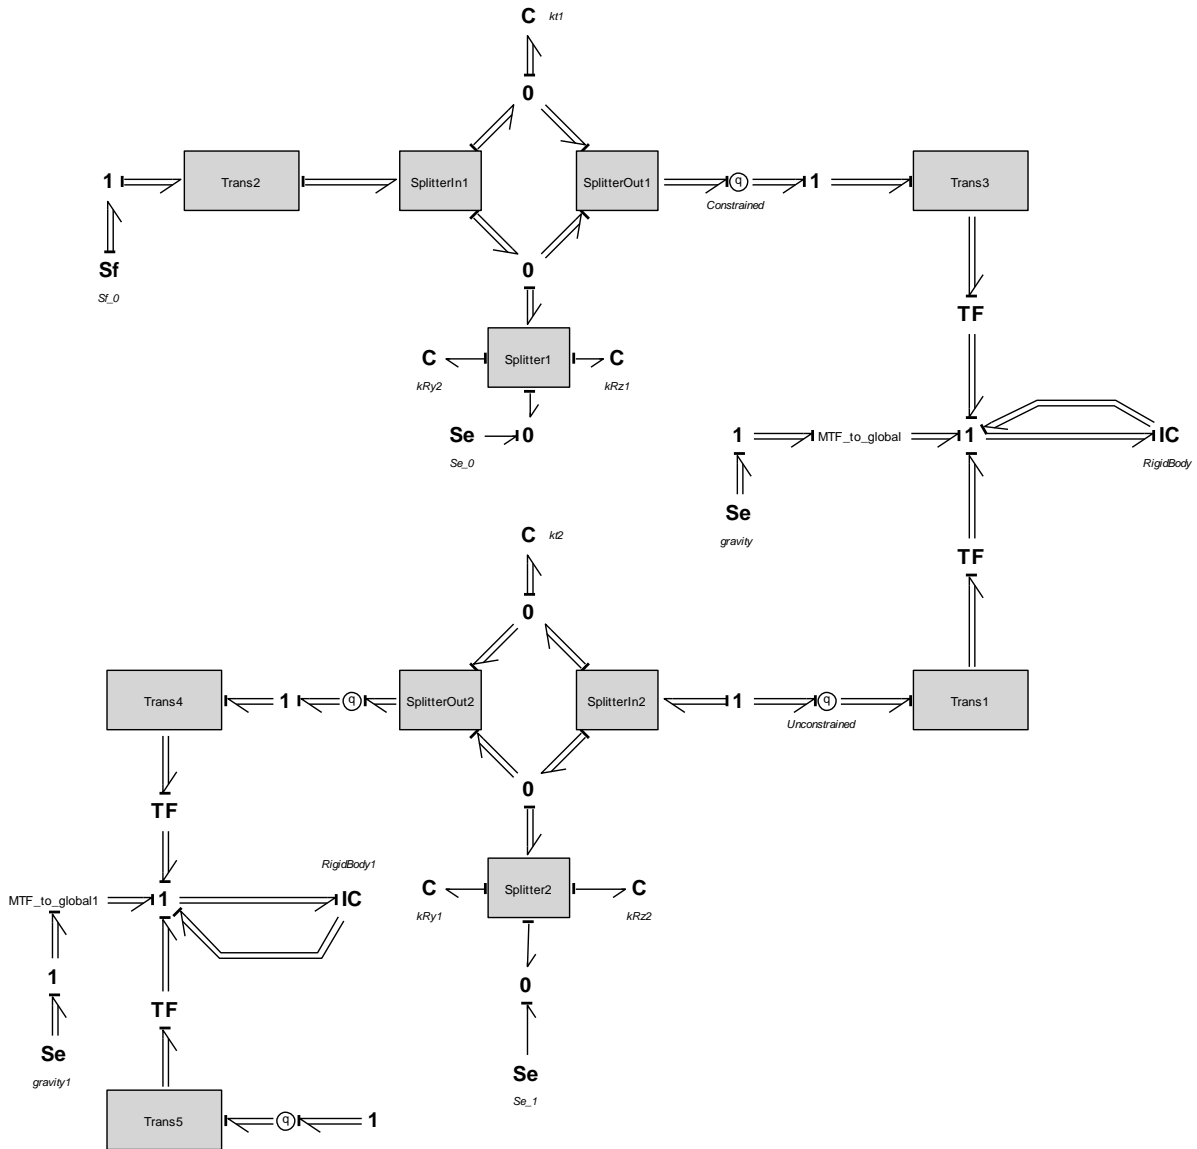 C kt1
0
1 Trans2 SplitterIn1 SplitterOut1 q 1 Trans3
Constrained
Sf 0
Sf_0
TF
C Splitter1 C
kRy2 kRz1
Se 0 1 MTF_to_global 1 IC
Se_0 RigidBody
Se
C kt2 gravity
TF
0
Trans4 1 q SplitterOut2 SplitterIn2 1 q Trans1
Unconstrained
0
TF
RigidBody1
MTF_to_global1 1 IC C Splitter2 C
kRy1 kRz2
1 0
TF
Se Se
gravity1 Se_1
Trans5 q 1